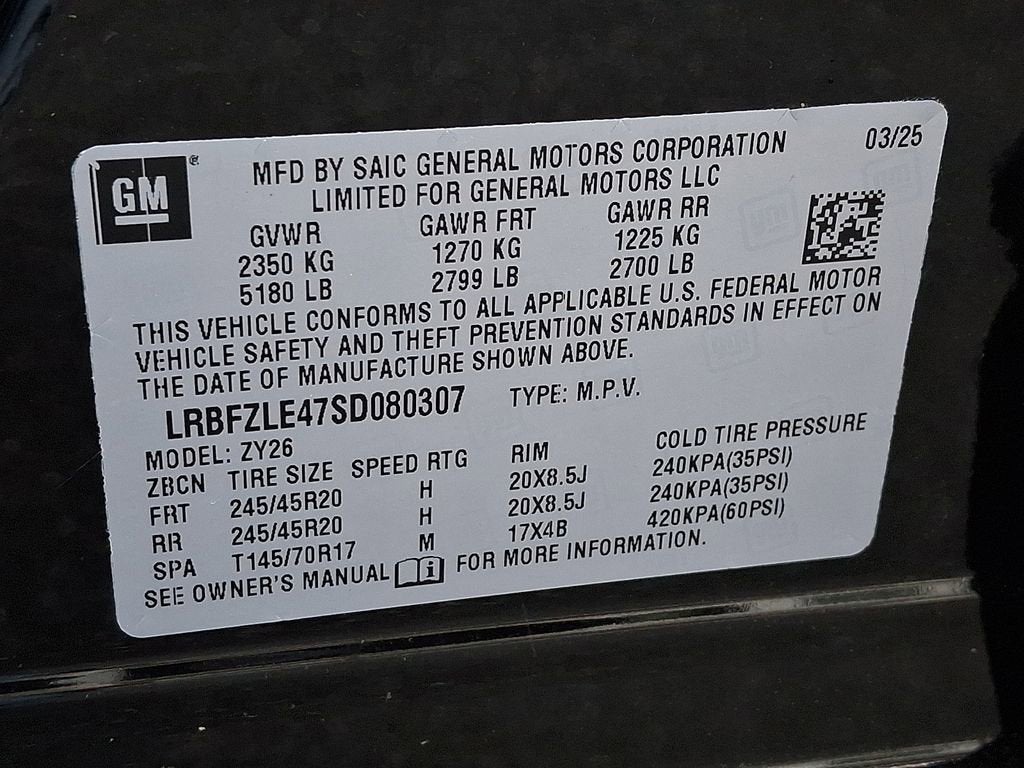 GM ®
MFD BY SAIC GENERAL MOTORS CORPORATION
LIMITED FOR GENERAL MOTORS LLC
03/25
GVWR GAWR FRT GAWR RR
2350 KG 1270 KG 1225 KG
5180 LB 2799 LB 2700 LB
THIS VEHICLE CONFORMS TO ALL APPLICABLE U.S. FEDERAL MOTOR
VEHICLE SAFETY AND THEFT PREVENTION STANDARDS IN EFFECT ON
THE DATE OF MANUFACTURE SHOWN ABOVE.
LRBFZLE47SD080307 TYPE: M.P.V.
MODEL: ZY26
ZBCN TIRE SIZE SPEED RTG RIM COLD TIRE PRESSURE
FRT 245/45R20 H 20X8.5J 240KPA(35PSI)
RR 245/45R20 H 20X8.5J 240KPA(35PSI)
SPA T145/70R17 M 17X4B 420KPA(60PSI)
SEE OWNER'S MANUAL FOR MORE INFORMATION.